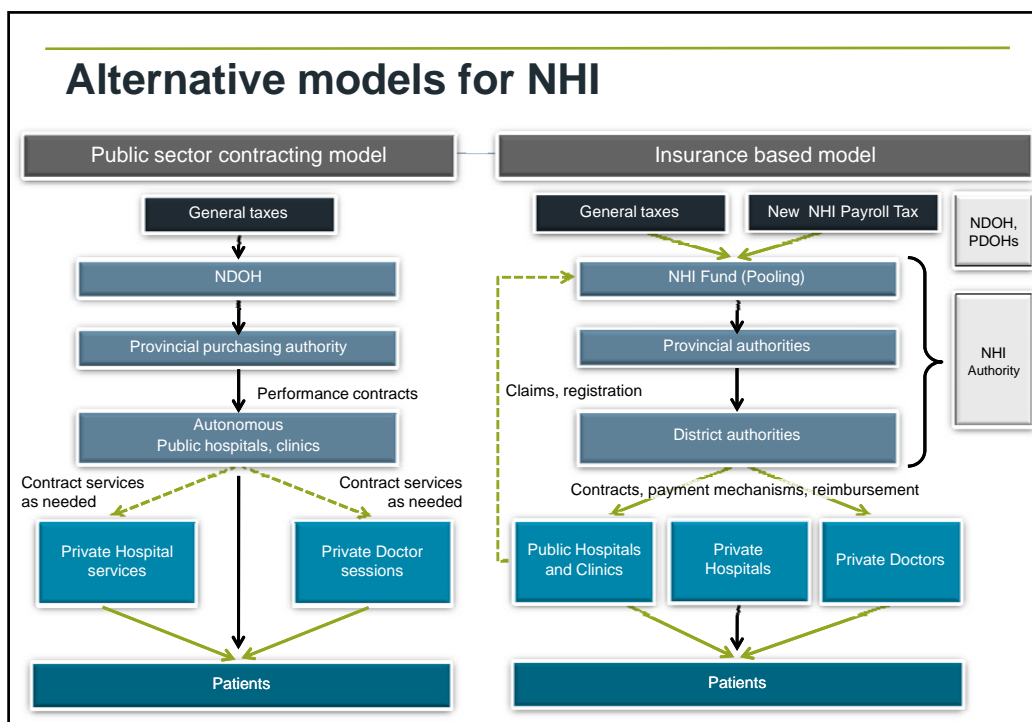 Alternative models for NHI
Public sector contracting model
General taxes
NDOH
Provincial purchasing authority
Performance contracts
Autonomous
Public hospitals, clinics
Contract services
as needed
Contract services
as needed
Private Hospital
services
Private Doctor
sessions
Patients
Insurance based model
General taxes
New NHI Payroll Tax
NDOH,
PDOHs
NHI Fund (Pooling)
Provincial authorities
NHI
Authority
Claims, registration
District authorities
Contracts, payment mechanisms, reimbursement
Public Hospitals
and Clinics
Private
Hospitals
Private Doctors
Patients